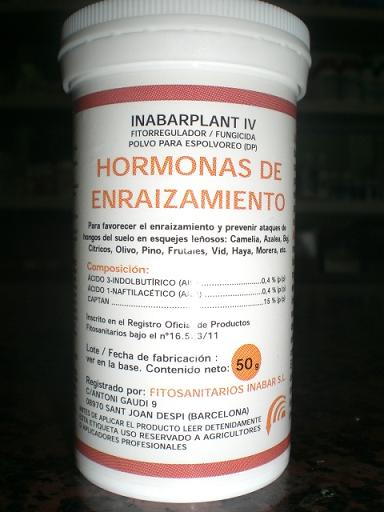 INABARPLANT IV
FITORREGULADOR / FUNGICIDA
POLVO PARA ESPOLVOREO (DP)
HORMONAS DE
ENRAIZAMIENTO
Para favorecer el enraizamiento y prevenir ataques de
hongos del suelo en esquejes leñosos: Camelia, Azalea,
Cítricos, Olivo, Pino, Frutales, Vid, Haya, Morera, etc.
Composición:
ÁCIDO 3-INDOLBUTÍRICO 0,4 % (p/p)
ÁCIDO 1-NAFTILACÉTICO 0,4 % (p/p)
CAPTAN 15 % (p/p)
Inscrito en el Registro Oficial de Productos
Fitosanitarios bajo el nº16.5 3/11
Lote / Fecha de fabricación :
ver en la base. Contenido neto: 50 g
Registrado por: FITOSANITARIOS INABAR S.L.
C/ANTONI GAUDI 9
08970 SANT JOAN DESPI (BARCELONA)
ANTES DE APLICAR EL PRODUCTO LEER DETENIDAMENTE
ESTA ETIQUETA USO RESERVADO A AGRICULTORES
Y APLICADORES PROFESIONALES